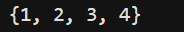 {1, 2, 3, 4}